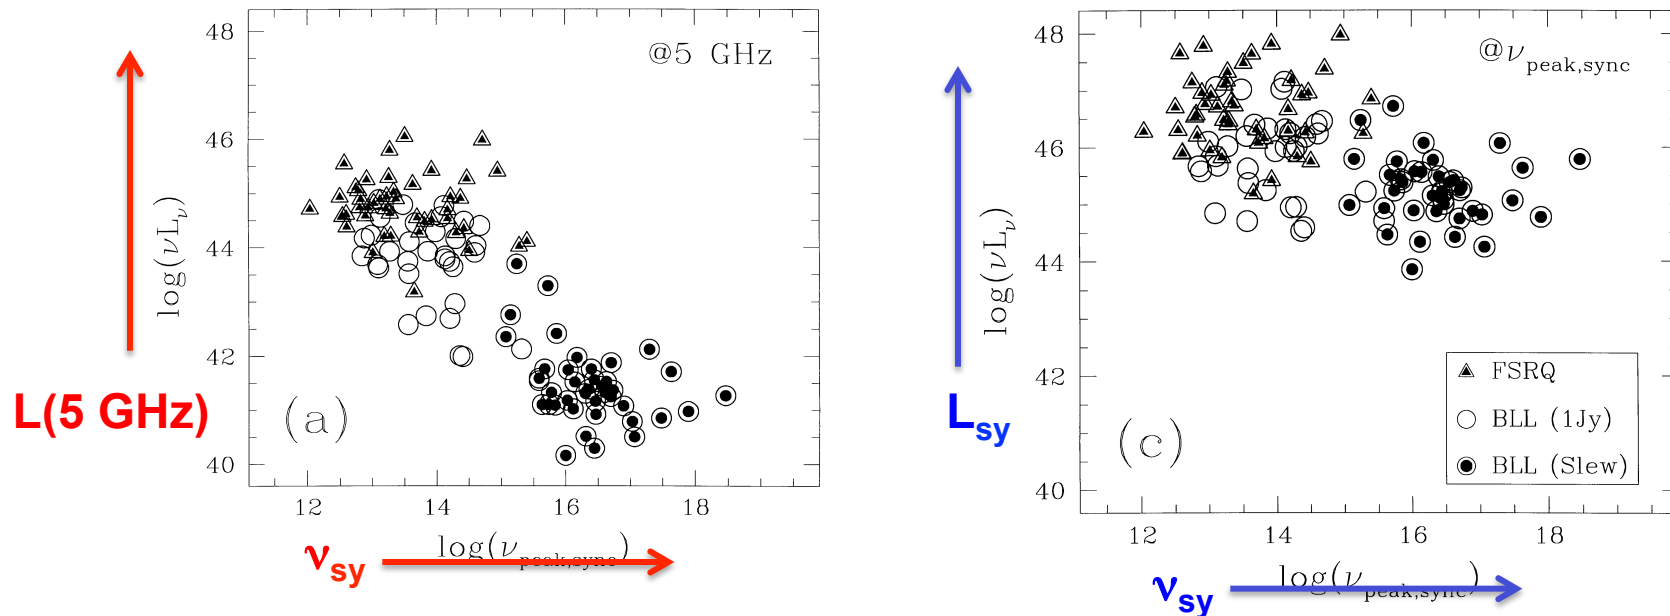 @5 GHz
48
46
44
42
40
log(νL_ν)
L(5 GHz)
(a)
12 14 16 18
log(ν_peak,sync)
ν_sy
@ν_peak,sync
48
46
44
42
40
log(νL_ν)
L_sy
(c)
FSRQ
BLL (1Jy)
BLL (Slew)
12 14 16 18
log(ν_peak,sync)
ν_sy